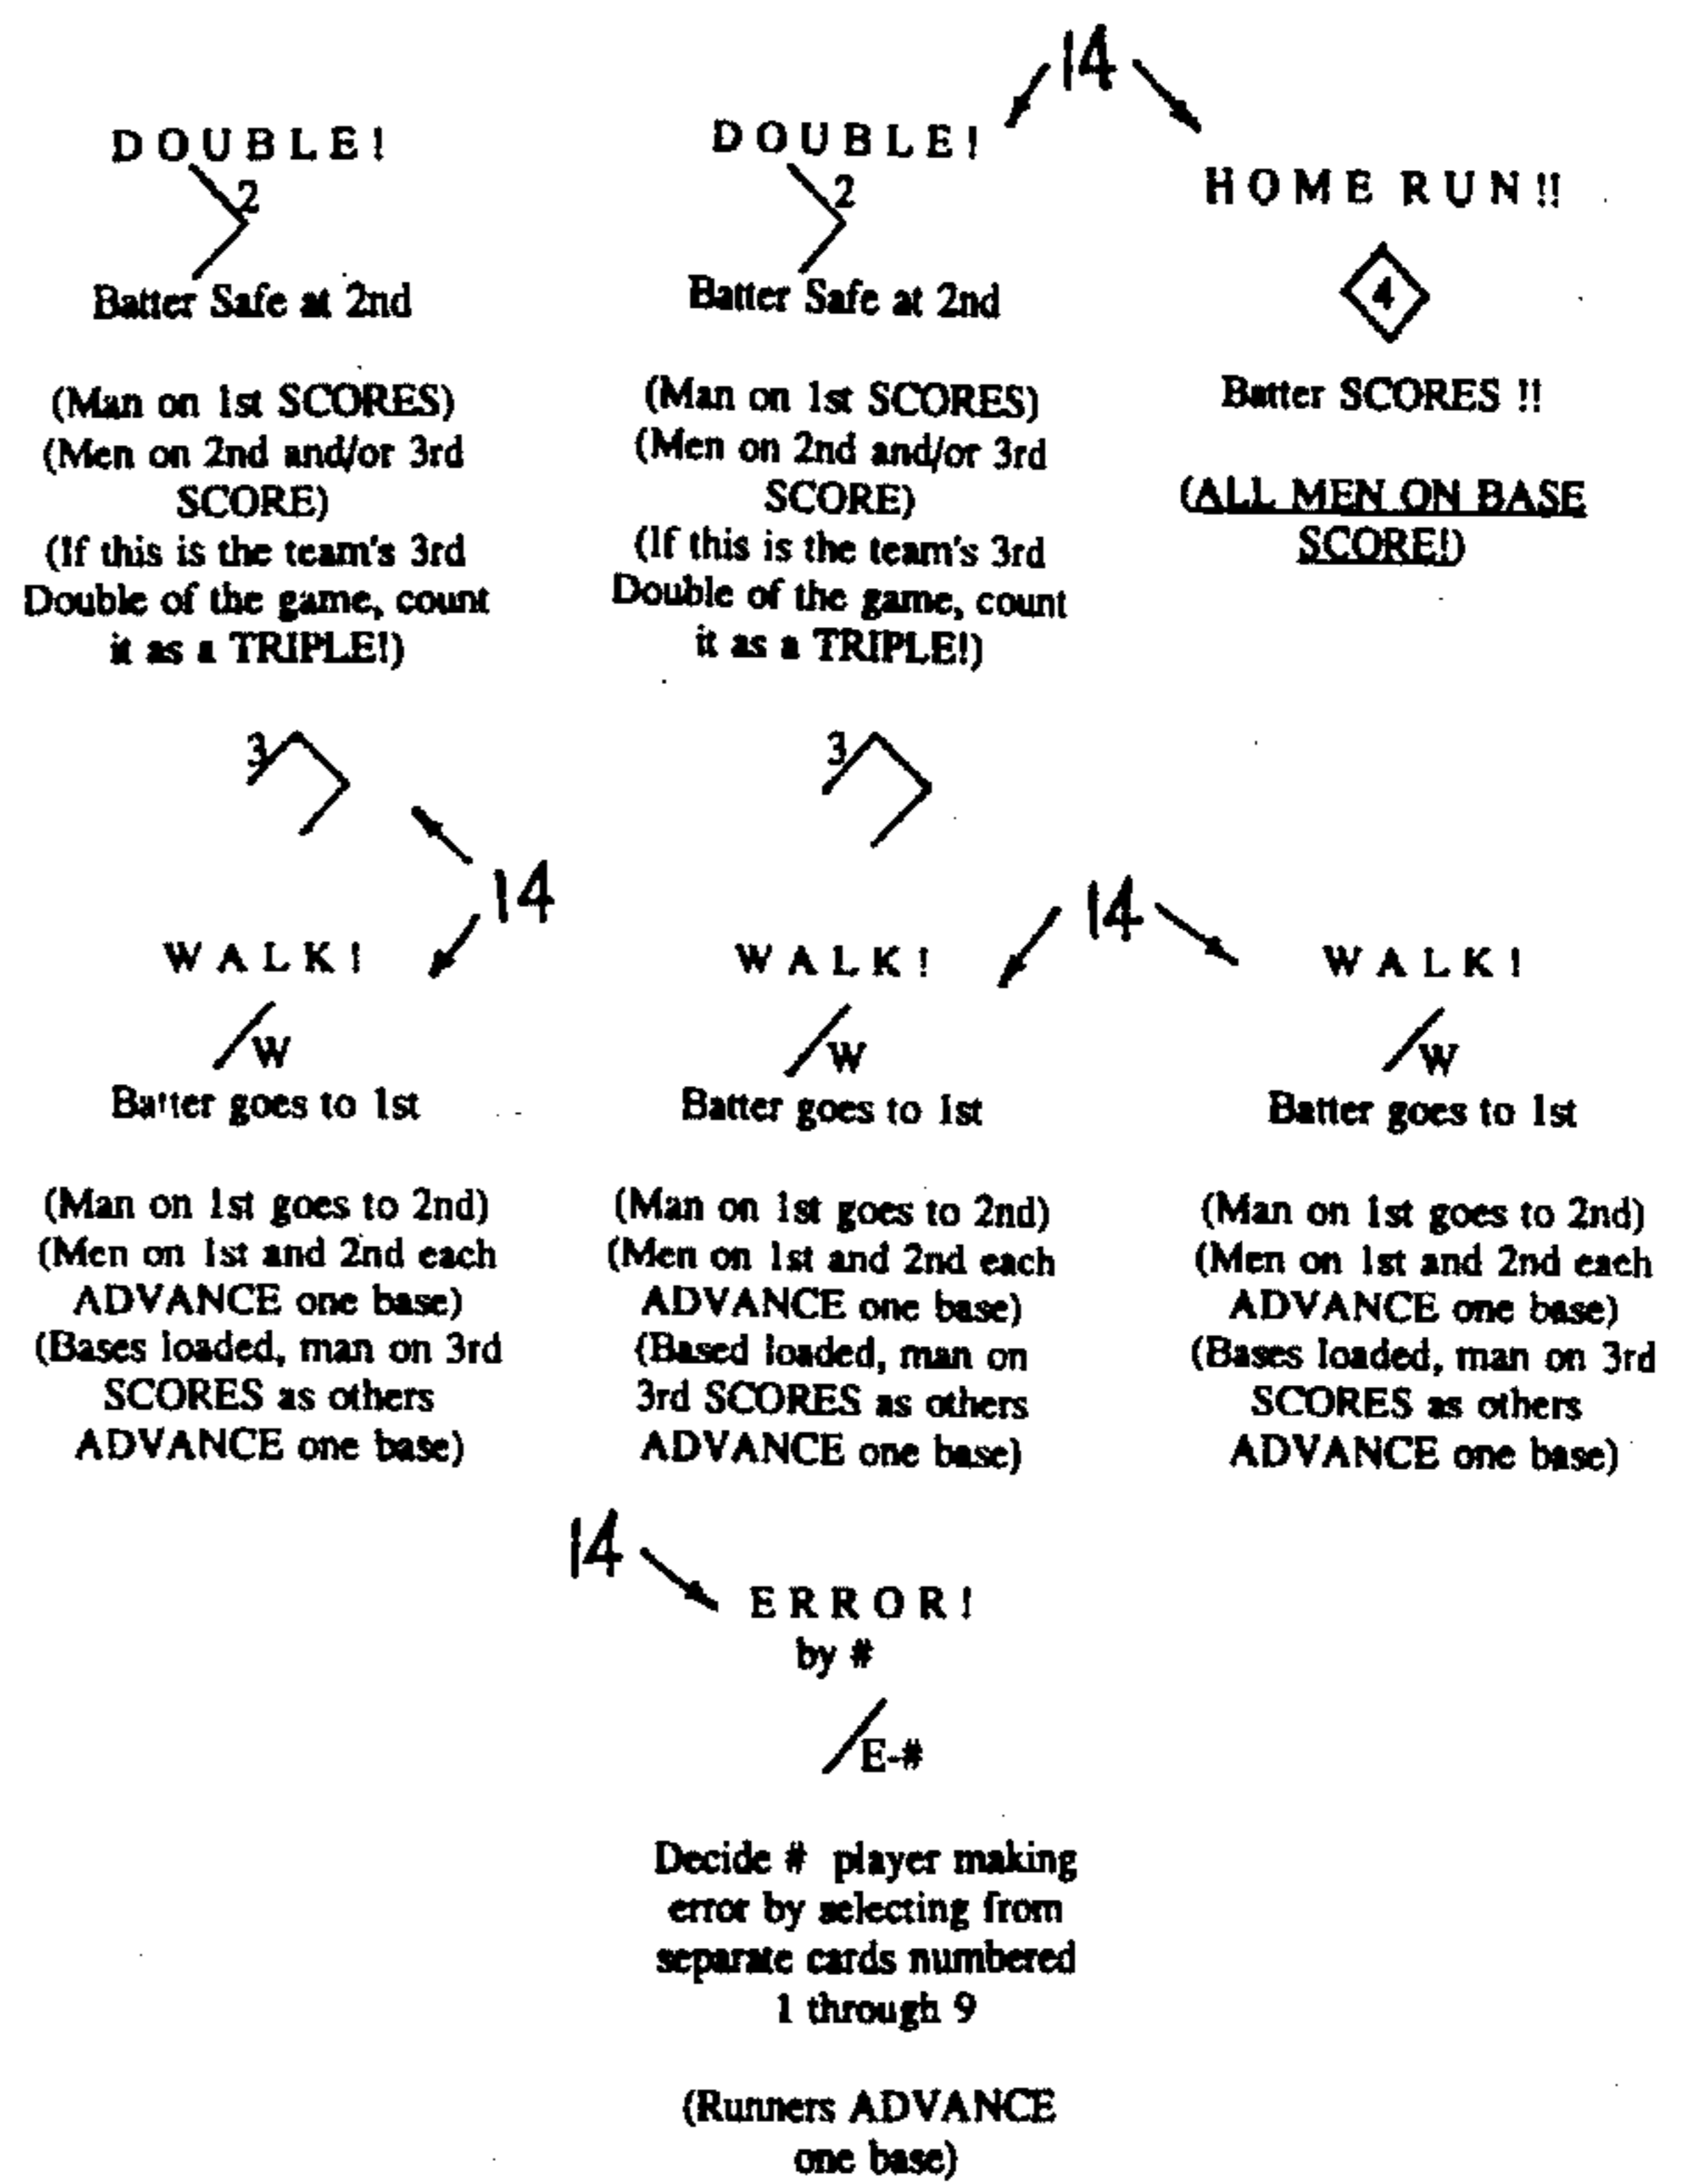 14
DOUBLE!
2
Batter Safe at 2nd
(Man on 1st SCORES)
(Men on 2nd and/or 3rd
SCORE)
(If this is the team's 3rd
Double of the game, count
it as a TRIPLE!)
3
DOUBLE!
2
Batter Safe at 2nd
(Man on 1st SCORES)
(Men on 2nd and/or 3rd
SCORE)
(If this is the team's 3rd
Double of the game, count
it as a TRIPLE!)
3
HOME RUN!!
4
Batter SCORES !!
(ALL MEN ON BASE
SCORE!)
14
14
WALK!
W
Batter goes to 1st
(Man on 1st goes to 2nd)
(Men on 1st and 2nd each
ADVANCE one base)
(Bases loaded, man on 3rd
SCORES as others
ADVANCE one base)
WALK!
W
Batter goes to 1st
(Man on 1st goes to 2nd)
(Men on 1st and 2nd each
ADVANCE one base)
(Based loaded, man on
3rd SCORES as others
ADVANCE one base)
WALK!
W
Batter goes to 1st
(Man on 1st goes to 2nd)
(Men on 1st and 2nd each
ADVANCE one base)
(Bases loaded, man on 3rd
SCORES as others
ADVANCE one base)
14
ERROR!
by #
E-#
Decide # player making
error by selecting from
separate cards numbered
1 through 9
(Runners ADVANCE
one base)